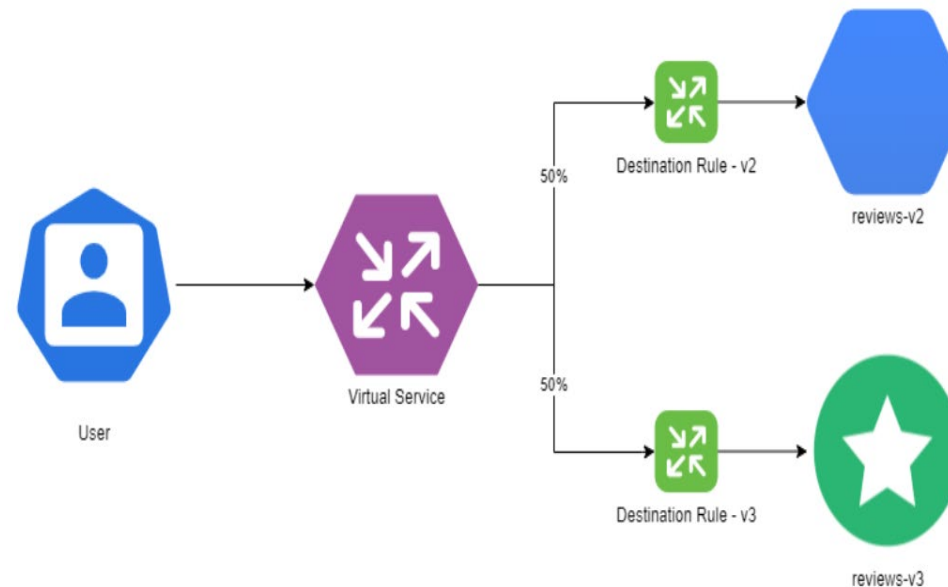 50%
Destination Rule - v2
reviews-v2
Virtual Service
User
50%
Destination Rule - v3
reviews-v3